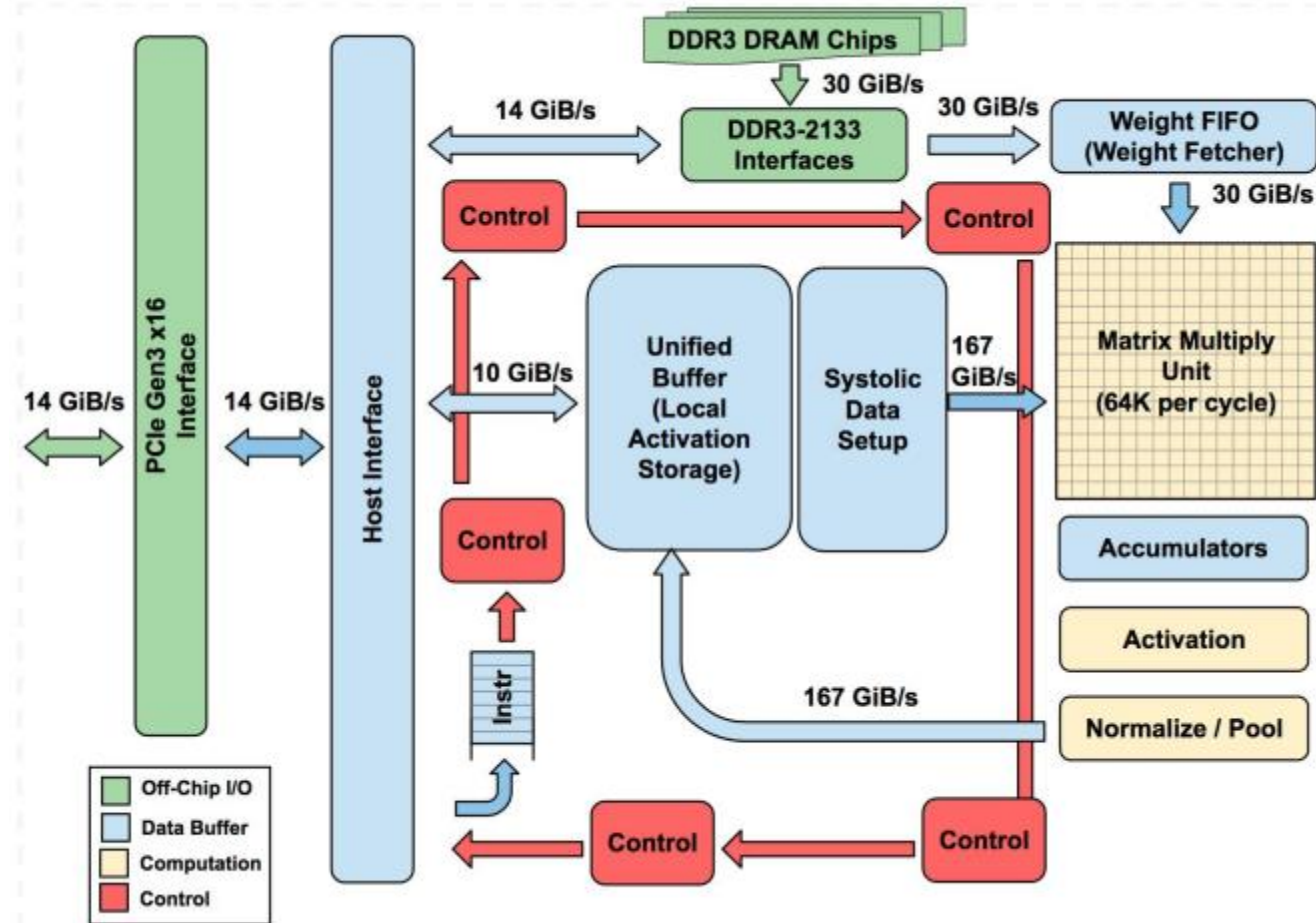 DDR3 DRAM Chips
30 GiB/s
14 GiB/s
DDR3-2133
Interfaces
30 GiB/s
Weight FIFO
(Weight Fetcher)
30 GiB/s
Control
Control
PCIe Gen3 x16
Interface
Host Interface
14 GiB/s
14 GiB/s
10 GiB/s
Unified
Buffer
(Local
Activation
Storage)
Systolic
Data
Setup
167
GiB/s
Matrix Multiply
Unit
(64K per cycle)
Control
Accumulators
Activation
Instr
167 GiB/s
Normalize / Pool
Control
Control
Off-Chip I/O
Data Buffer
Computation
Control